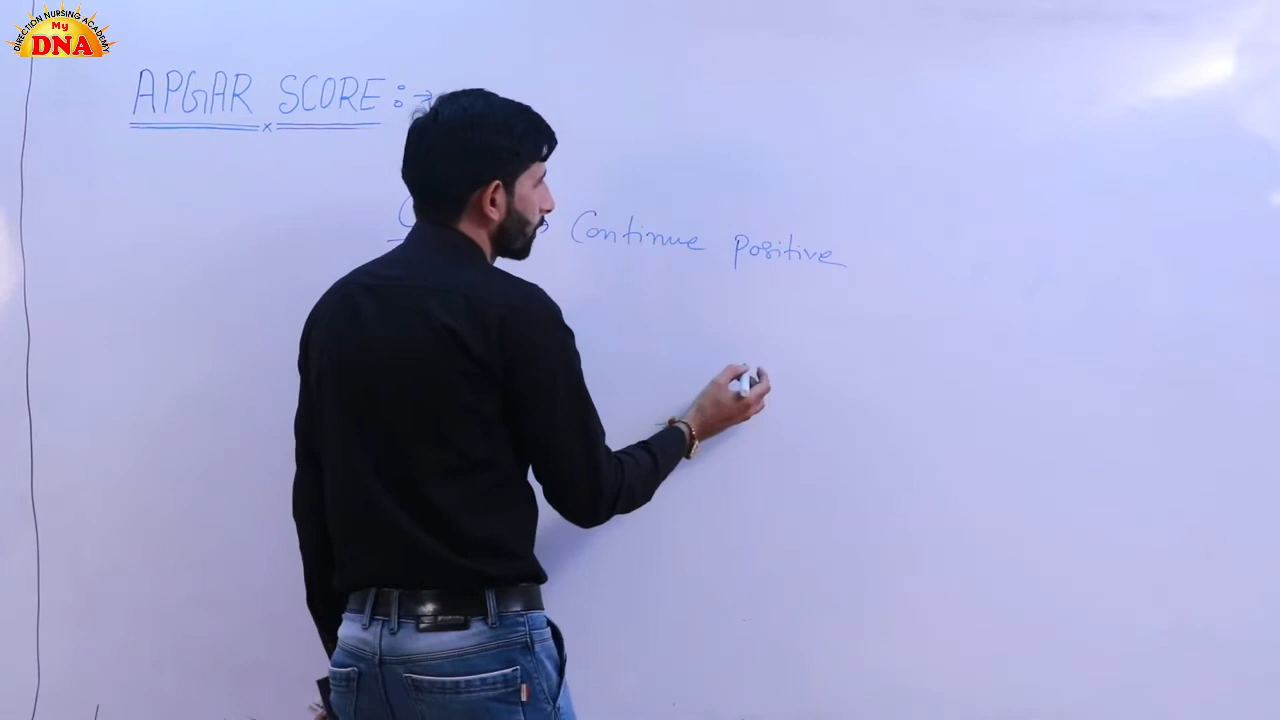 DIRECTION NURSING ACADEMY
My
DNA
APGAR SCORE :→
Continue Positive